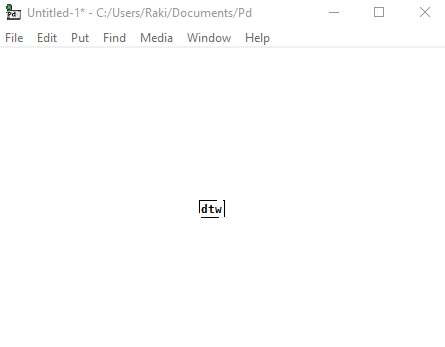 Untitled-1* - C:/Users/Raki/Documents/Pd
File Edit Put Find Media Window Help
dtw